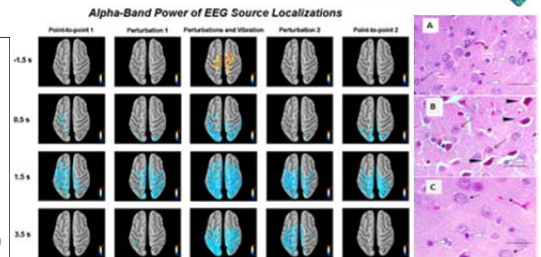 Alpha-Band Power of EEG Source Localizations
Point-to-point 1
Perturbation 1
Perturbations and Vibration
Perturbation 2
Point-to-point 2
-1.5 s
0.5 s
1.5 s
3.5 s
A
B
C